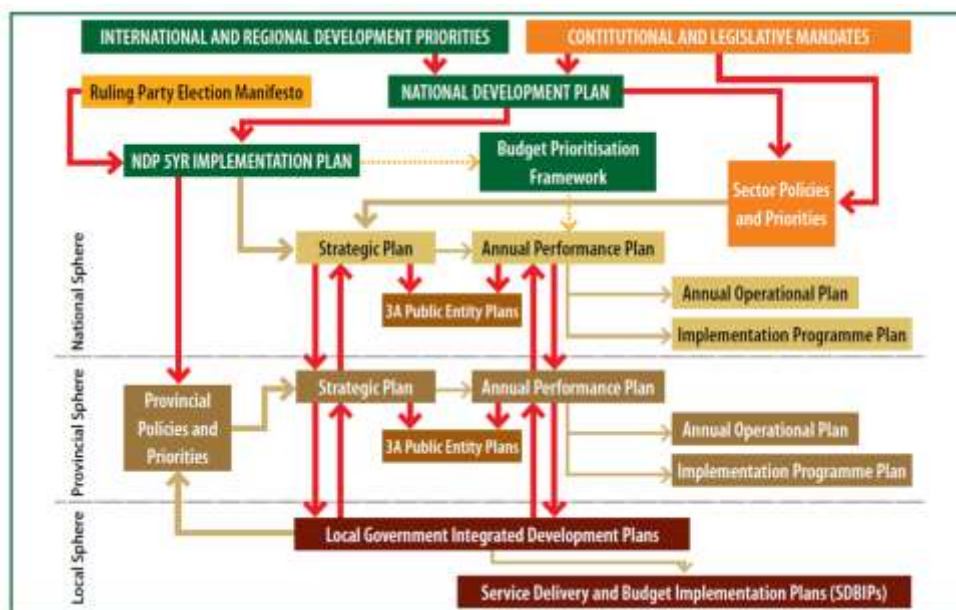 INTERNATIONAL AND REGIONAL DEVELOPMENT PRIORITIES
CONTITUTIONAL AND LEGISLATIVE MANDATES
Ruling Party Election Manifesto
NATIONAL DEVELOPMENT PLAN
NDP 5YR IMPLEMENTATION PLAN
Budget Prioritisation
Framework
Sector Policies
and Priorities
National Sphere
Strategic Plan
Annual Performance Plan
3A Public Entity Plans
Annual Operational Plan
Implementation Programme Plan
Provincial Sphere
Provincial
Policies and
Priorities
Strategic Plan
Annual Performance Plan
3A Public Entity Plans
Annual Operational Plan
Implementation Programme Plan
Local Sphere
Local Government Integrated Development Plans
Service Delivery and Budget Implementation Plans (SDBIPs)